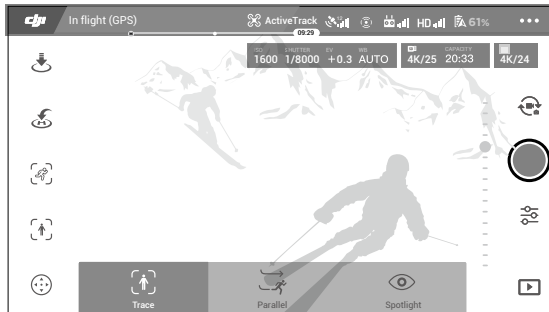 dji In flight (GPS) ActiveTrack HD 61%
09:29
ISO SHUTTER EV WB CAPACITY
1600 1/8000 +0.3 AUTO 4K/25 20:33 4K/24
H
Trace Parallel Spotlight